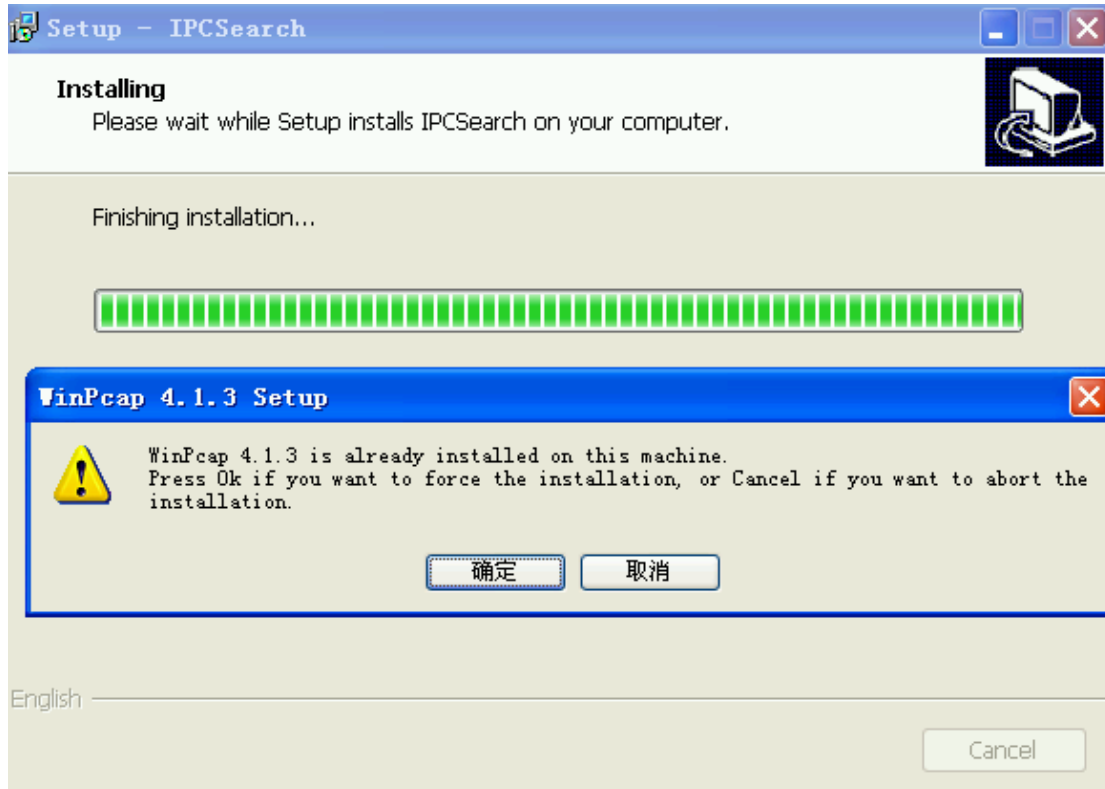 Setup - IPCSearch
Installing
Please wait while Setup installs IPCSearch on your computer.
Finishing installation...
WinPcap 4.1.3 Setup
WinPcap 4.1.3 is already installed on this machine.
Press Ok if you want to force the installation, or Cancel if you want to abort the
installation.
确定 取消
English
Cancel